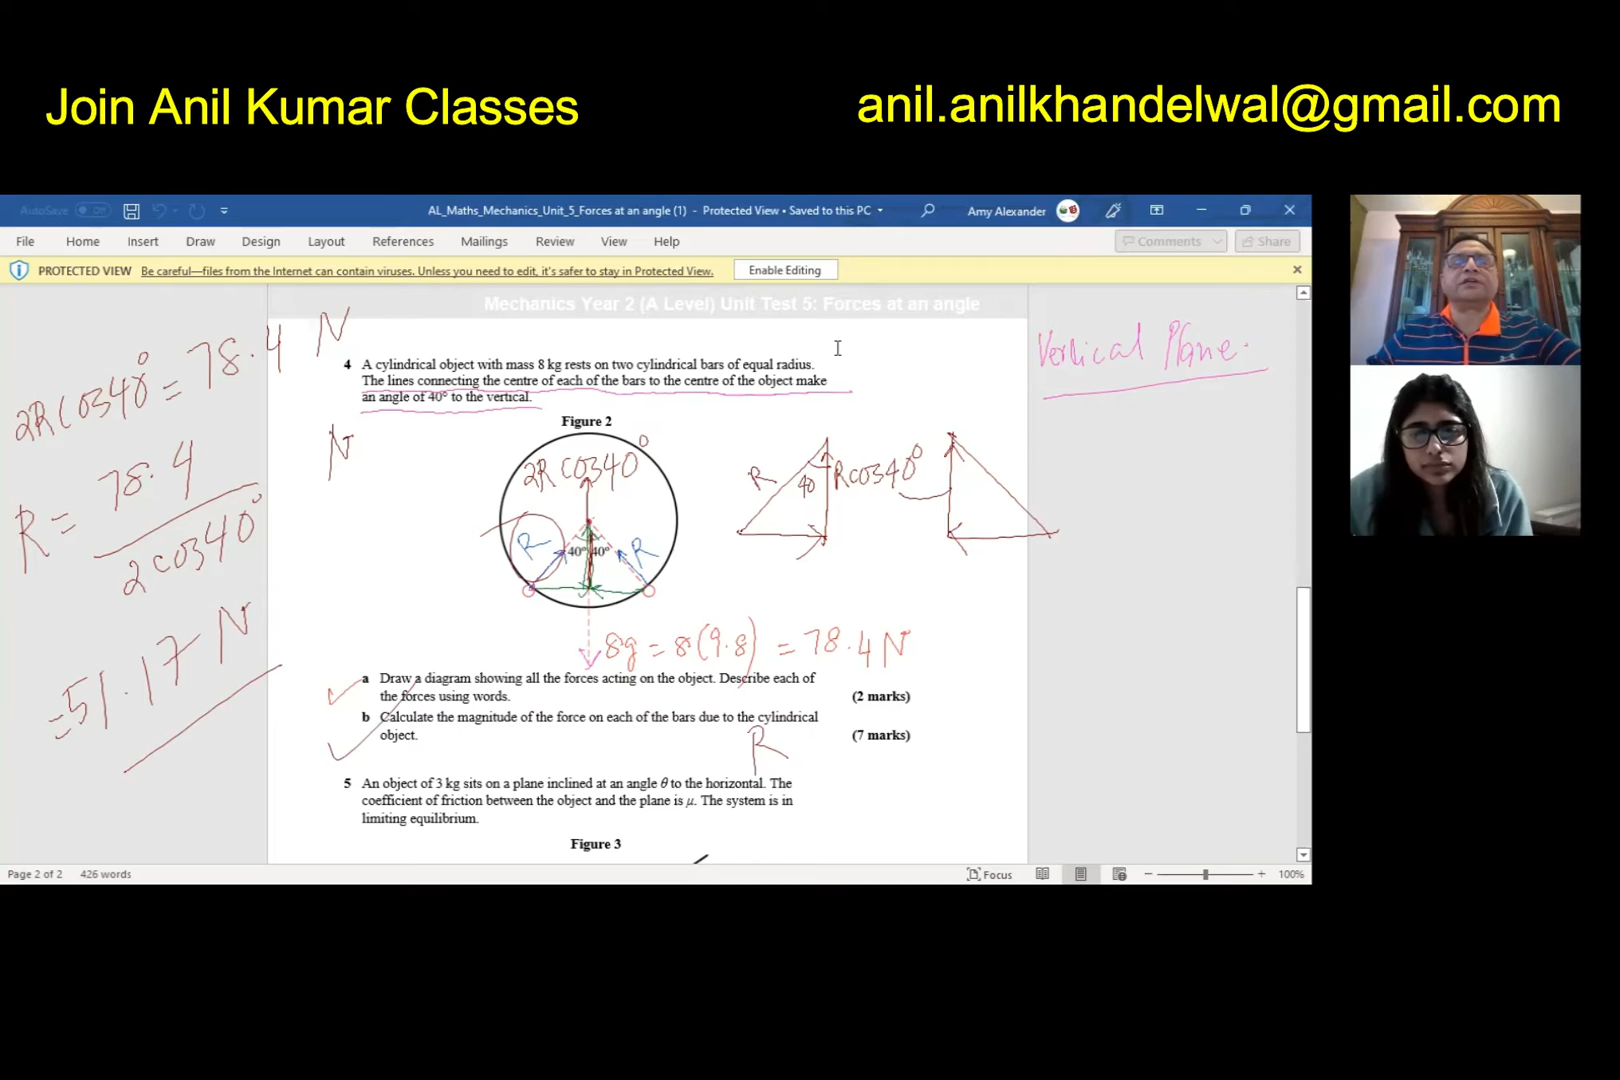 Join Anil Kumar Classes
anil.anilkhandelwal@gmail.com
AutoSave Off
AL_Maths_Mechanics_Unit_5_Forces at an angle (1) - Protected View • Saved to this PC
Amy Alexander
File Home Insert Draw Design Layout References Mailings Review View Help
Comments Share
PROTECTED VIEW Be careful—files from the Internet can contain viruses. Unless you need to edit, it's safer to stay in Protected View. Enable Editing
Mechanics Year 2 (A Level) Unit Test 5: Forces at an angle
2R cos 40° = 78.4 N
Vertical Plane.
4 A cylindrical object with mass 8 kg rests on two cylindrical bars of equal radius.
The lines connecting the centre of each of the bars to the centre of the object make
an angle of 40° to the vertical.
Figure 2
N
2R cos 40°
R 40 R cos 40°
R = 78.4
2 cos 40°
R 40° 40° R
= 51.17 N
8g = 8(9.8) = 78.4 N
a Draw a diagram showing all the forces acting on the object. Describe each of
the forces using words. (2 marks)
b Calculate the magnitude of the force on each of the bars due to the cylindrical
object. (7 marks)
R
5 An object of 3 kg sits on a plane inclined at an angle θ to the horizontal. The
coefficient of friction between the object and the plane is μ. The system is in
limiting equilibrium.
Figure 3
Page 2 of 2 426 words Focus 100%